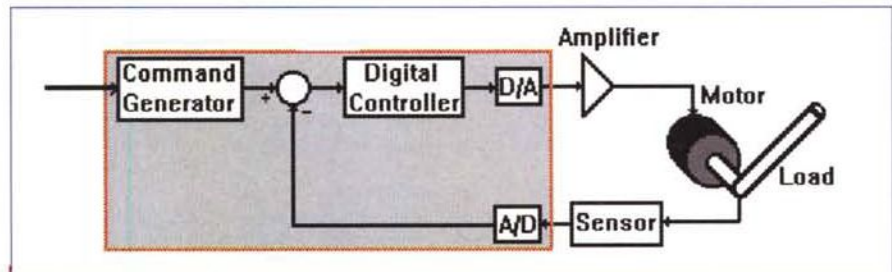 Amplifier
Command
Generator
+
-
Digital
Controller
D/A
Motor
Load
A/D
Sensor